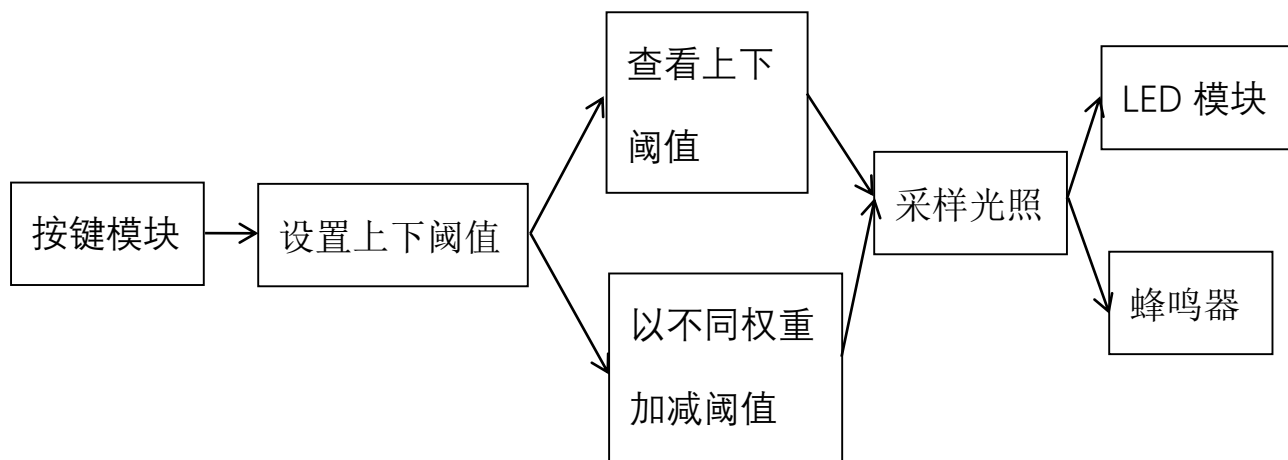 按键模块
设置上下阈值
查看上下
阈值
以不同权重
加减阈值
采样光照
LED 模块
蜂鸣器